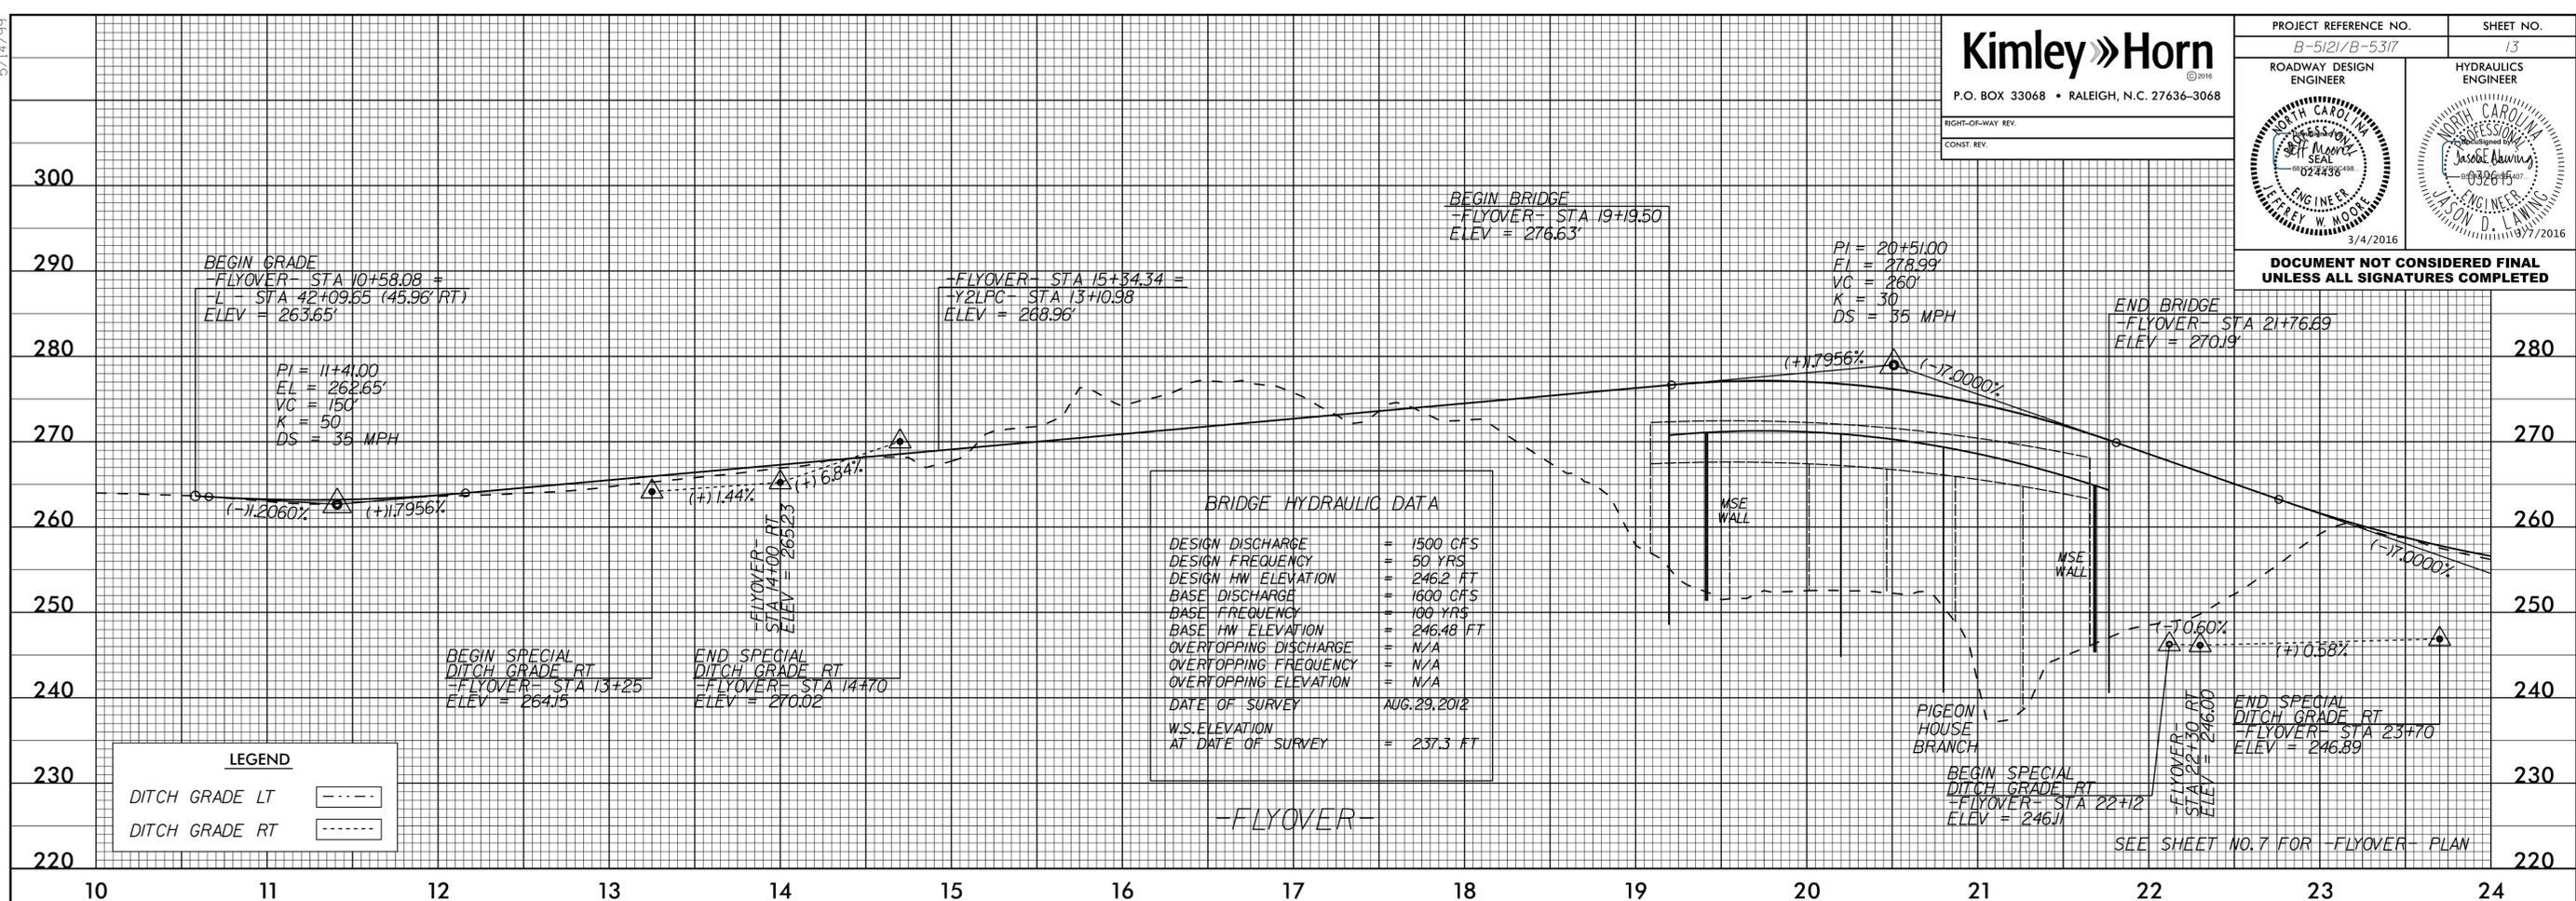 Kimley»Horn
© 2016
P.O. BOX 33068 • RALEIGH, N.C. 27636–3068
RIGHT–OF–WAY REV.
CONST. REV.
PROJECT REFERENCE NO.
SHEET NO.
B-5121/B-5317
13
ROADWAY DESIGN
ENGINEER
HYDRAULICS
ENGINEER
NORTH CAROLINA
PROFESSIONAL
SEAL
024436
ENGINEER
JEFFREY W. MOORE
3/4/2016
NORTH CAROLINA
PROFESSIONAL
SEAL
032615
ENGINEER
JASON D. LAWING
3/7/2016
DOCUMENT NOT CONSIDERED FINAL
UNLESS ALL SIGNATURES COMPLETED
300
290
280
270
260
250
240
230
220
BEGIN GRADE
-FLYOVER- STA 10+58.08 =
-L - STA 42+09.65 (45.96' RT)
ELEV = 263.65'
PI = 11+41.00
EL = 262.65'
VC = 150'
K = 50
DS = 35 MPH
(-)1.2060%
(+)1.7956%
-FLYOVER- STA 15+34.34 =
-Y2LPC- STA 13+10.98
ELEV = 268.96'
(+) 1.44%
(+) 6.84%
-FLYOVER-
STA 14+00 RT
ELEV = 265.23
BEGIN SPECIAL
DITCH GRADE RT
-FLYOVER- STA 13+25
ELEV = 264.15
END SPECIAL
DITCH GRADE RT
-FLYOVER- STA 14+70
ELEV = 270.02
BEGIN BRIDGE
-FLYOVER- STA 19+19.50
ELEV = 276.63'
PI = 20+51.00
EL = 278.99'
VC = 260'
K = 30
DS = 35 MPH
(+)1.7956%
(-)7.0000%
END BRIDGE
-FLYOVER- STA 21+76.69
ELEV = 270.19'
BRIDGE HYDRAULIC DATA
DESIGN DISCHARGE = 1500 CFS
DESIGN FREQUENCY = 50 YRS
DESIGN HW ELEVATION = 246.2 FT
BASE DISCHARGE = 1600 CFS
BASE FREQUENCY = 100 YRS
BASE HW ELEVATION = 246.48 FT
OVERTOPPING DISCHARGE = N/A
OVERTOPPING FREQUENCY = N/A
OVERTOPPING ELEVATION = N/A
DATE OF SURVEY AUG.29,2012
W.S.ELEVATION
AT DATE OF SURVEY = 237.3 FT
MSE
WALL
MSE
WALL
PIGEON
HOUSE
BRANCH
(-)7.0000%
(-) 0.60%
(+) 0.58%
BEGIN SPECIAL
DITCH GRADE RT
-FLYOVER- STA 22+12
ELEV = 246.11
-FLYOVER-
STA 22+30 RT
ELEV = 246.00
END SPECIAL
DITCH GRADE RT
-FLYOVER- STA 23+70
ELEV = 246.89
280
270
260
250
240
230
220
LEGEND
DITCH GRADE LT
DITCH GRADE RT
-FLYOVER-
SEE SHEET NO.7 FOR -FLYOVER- PLAN
10 11 12 13 14 15 16 17 18 19 20 21 22 23 24